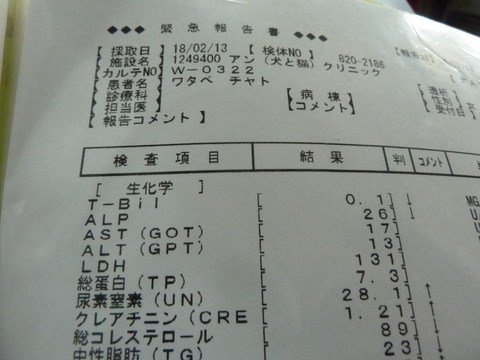 ◆◆◆ 緊急報告書 ◆◆◆
【採取日】 18/02/13 【検体NO】 820-2186
施設名 1249400 アン（犬と猫）クリニック
カルテNO W-0322
患者名 ワタベ チャト
診療科 病棟
担当医 コメント
【報告コメント】
性別
受付日
検査項目 結果 判 コメント
[ 生化学 ]
T-Bil [ 0.1] ↓
ALP [ 26]
AST(GOT) [ 17
ALT(GPT) [ 13
LDH [ 131
総蛋白(TP) [ 7.3
尿素窒素(UN) [ 28.1
クレアチニン(CRE [ 1.21
総コレステロール [ 89
中性脂肪(TG) [ 23